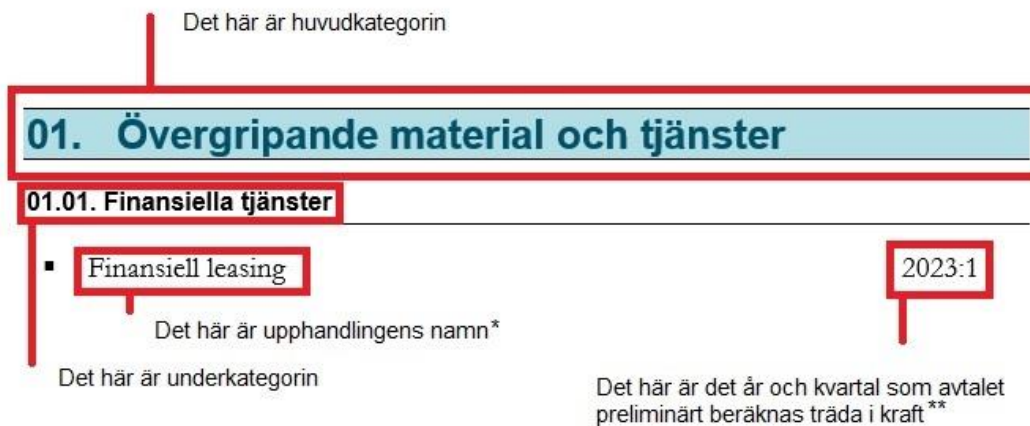 Det här är huvudkategorin
01. Övergripande material och tjänster
01.01. Finansiella tjänster
▪ Finansiell leasing 2023:1
Det här är upphandlingens namn*
Det här är underkategorin
Det här är det år och kvartal som avtalet
preliminärt beräknas träda i kraft**